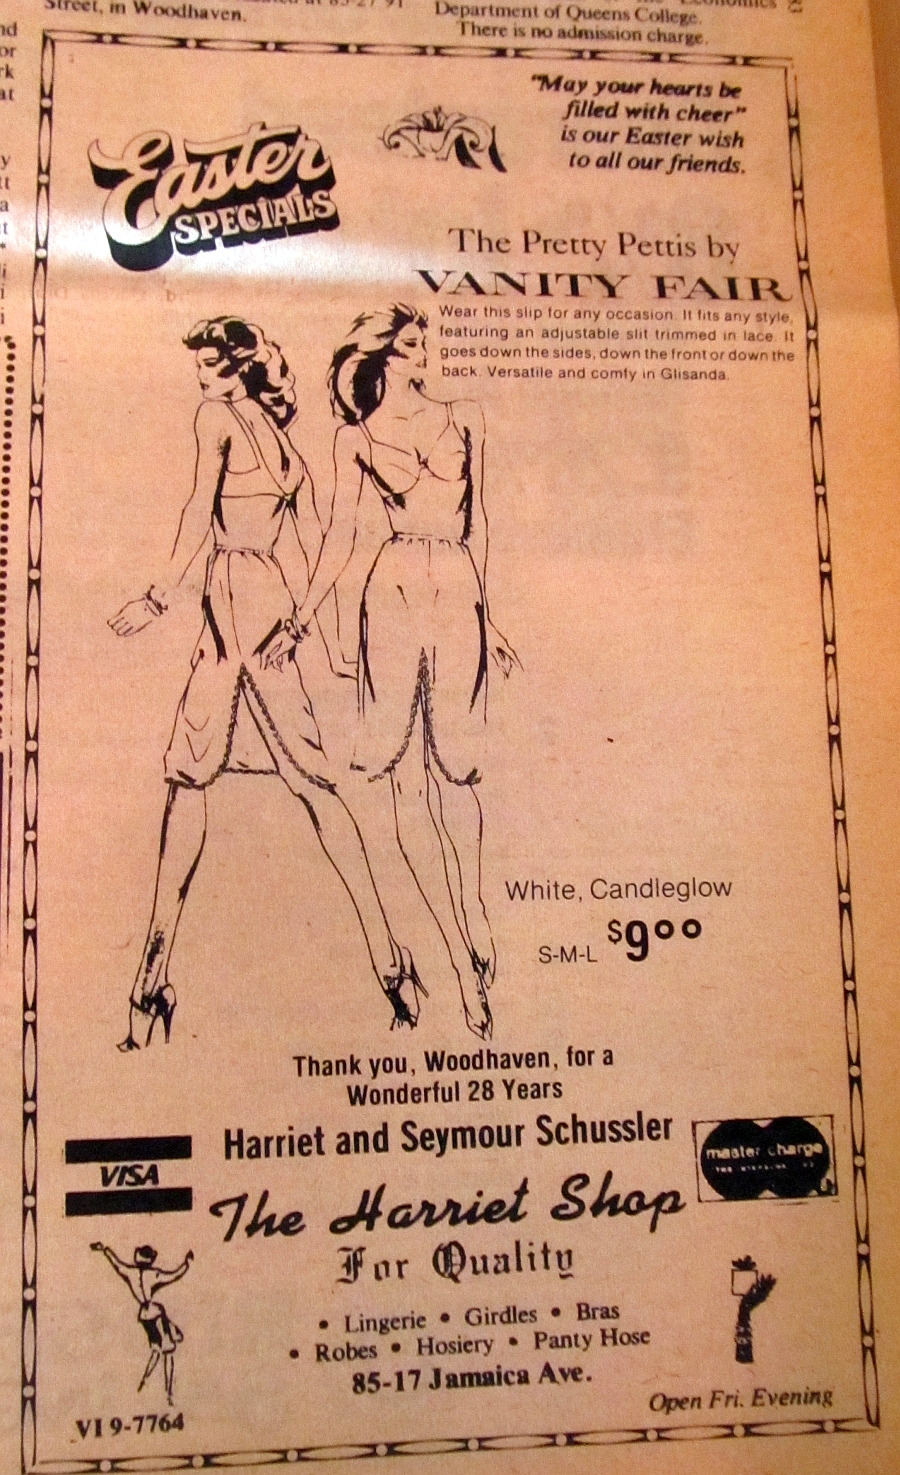 Street, in Woodhaven.
Department of Queens College.
There is no admission charge.
Easter
SPECIALS
"May your hearts be
filled with cheer"
is our Easter wish
to all our friends.
The Pretty Pettis by
VANITY FAIR
Wear this slip for any occasion. It fits any style,
featuring an adjustable slit trimmed in lace. It
goes down the sides, down the front or down the
back. Versatile and comfy in Glisanda.
White, Candleglow
S-M-L $9.00
Thank you, Woodhaven, for a
Wonderful 28 Years
Harriet and Seymour Schussler
VISA
master charge
The Harriet Shop
For Quality
• Lingerie • Girdles • Bras
• Robes • Hosiery • Panty Hose
85-17 Jamaica Ave.
VI 9-7764
Open Fri. Evening